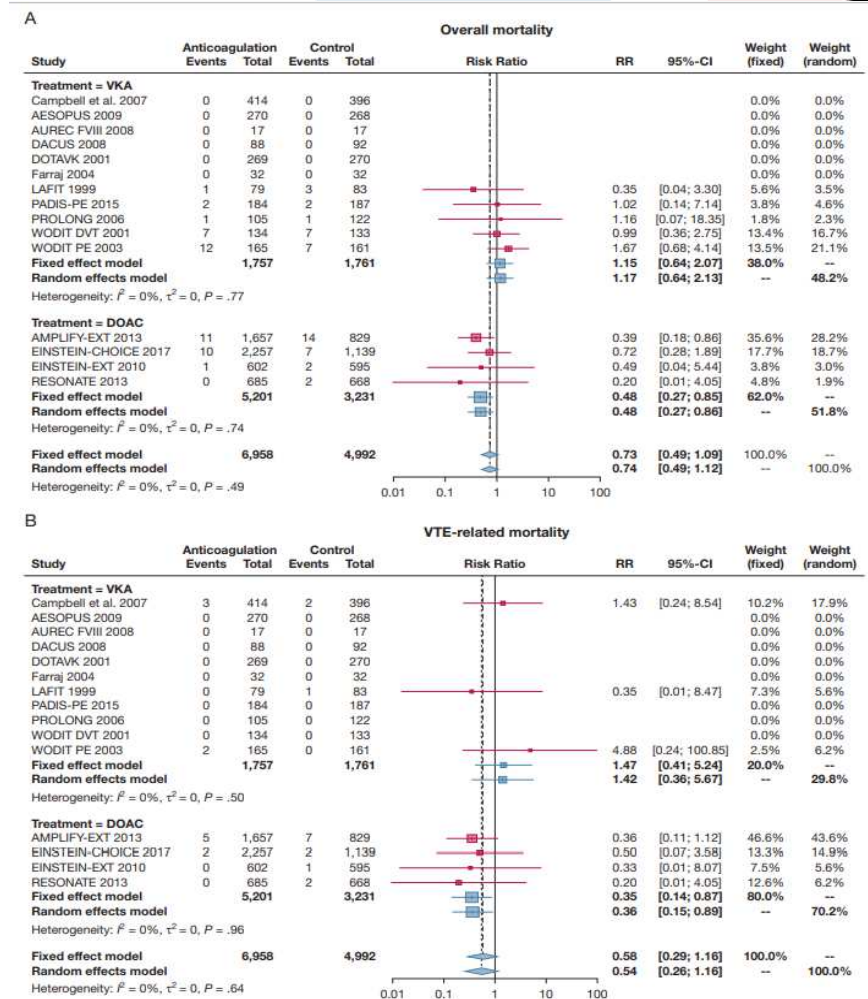 A
Overall mortality
Anticoagulation Control Weight Weight
Study Events Total Events Total Risk Ratio RR 95%-CI (fixed) (random)
Treatment = VKA
Campbell et al. 2007 0 414 0 396 0.0% 0.0%
AESOPUS 2009 0 270 0 268 0.0% 0.0%
AUREC FVIII 2008 0 17 0 17 0.0% 0.0%
DACUS 2008 0 88 0 92 0.0% 0.0%
DOTAVK 2001 0 269 0 270 0.0% 0.0%
Farraj 2004 0 32 0 32 0.0% 0.0%
LAFIT 1999 1 79 3 83 0.35 [0.04; 3.30] 5.6% 3.5%
PADIS-PE 2015 2 184 2 187 1.02 [0.14; 7.14] 3.8% 4.6%
PROLONG 2006 1 105 1 122 1.16 [0.07; 18.35] 1.8% 2.3%
WODIT DVT 2001 7 134 7 133 0.99 [0.36; 2.75] 13.4% 16.7%
WODIT PE 2003 12 165 7 161 1.67 [0.68; 4.14] 13.5% 21.1%
Fixed effect model 1,757 1,761 1.15 [0.64; 2.07] 38.0% --
Random effects model 1.17 [0.64; 2.13] -- 48.2%
Heterogeneity: I² = 0%, τ² = 0, P = .77
Treatment = DOAC
AMPLIFY-EXT 2013 11 1,657 14 829 0.39 [0.18; 0.86] 35.6% 28.2%
EINSTEIN-CHOICE 2017 10 2,257 7 1,139 0.72 [0.28; 1.89] 17.7% 18.7%
EINSTEIN-EXT 2010 1 602 2 595 0.49 [0.04; 5.44] 3.8% 3.0%
RESONATE 2013 0 685 2 668 0.20 [0.01; 4.05] 4.8% 1.9%
Fixed effect model 5,201 3,231 0.48 [0.27; 0.85] 62.0% --
Random effects model 0.48 [0.27; 0.86] -- 51.8%
Heterogeneity: I² = 0%, τ² = 0, P = .74
Fixed effect model 6,958 4,992 0.73 [0.49; 1.09] 100.0% --
Random effects model 0.74 [0.49; 1.12] -- 100.0%
Heterogeneity: I² = 0%, τ² = 0, P = .49
0.01 0.1 1 10 100
B
VTE-related mortality
Anticoagulation Control Weight Weight
Study Events Total Events Total Risk Ratio RR 95%-CI (fixed) (random)
Treatment = VKA
Campbell et al. 2007 3 414 2 396 1.43 [0.24; 8.54] 10.2% 17.9%
AESOPUS 2009 0 270 0 268 0.0% 0.0%
AUREC FVIII 2008 0 17 0 17 0.0% 0.0%
DACUS 2008 0 88 0 92 0.0% 0.0%
DOTAVK 2001 0 269 0 270 0.0% 0.0%
Farraj 2004 0 32 0 32 0.0% 0.0%
LAFIT 1999 0 79 1 83 0.35 [0.01; 8.47] 7.3% 5.6%
PADIS-PE 2015 0 184 0 187 0.0% 0.0%
PROLONG 2006 0 105 0 122 0.0% 0.0%
WODIT DVT 2001 0 134 0 133 0.0% 0.0%
WODIT PE 2003 2 165 0 161 4.88 [0.24; 100.85] 2.5% 6.2%
Fixed effect model 1,757 1,761 1.47 [0.41; 5.24] 20.0% --
Random effects model 1.42 [0.36; 5.67] -- 29.8%
Heterogeneity: I² = 0%, τ² = 0, P = .50
Treatment = DOAC
AMPLIFY-EXT 2013 5 1,657 7 829 0.36 [0.11; 1.12] 46.6% 43.6%
EINSTEIN-CHOICE 2017 2 2,257 2 1,139 0.50 [0.07; 3.58] 13.3% 14.9%
EINSTEIN-EXT 2010 0 602 1 595 0.33 [0.01; 8.07] 7.5% 5.6%
RESONATE 2013 0 685 2 668 0.20 [0.01; 4.05] 12.6% 6.2%
Fixed effect model 5,201 3,231 0.35 [0.14; 0.87] 80.0% --
Random effects model 0.36 [0.15; 0.89] -- 70.2%
Heterogeneity: I² = 0%, τ² = 0, P = .96
Fixed effect model 6,958 4,992 0.58 [0.29; 1.16] 100.0% --
Random effects model 0.54 [0.26; 1.16] -- 100.0%
Heterogeneity: I² = 0%, τ² = 0, P = .64
0.01 0.1 1 10 100